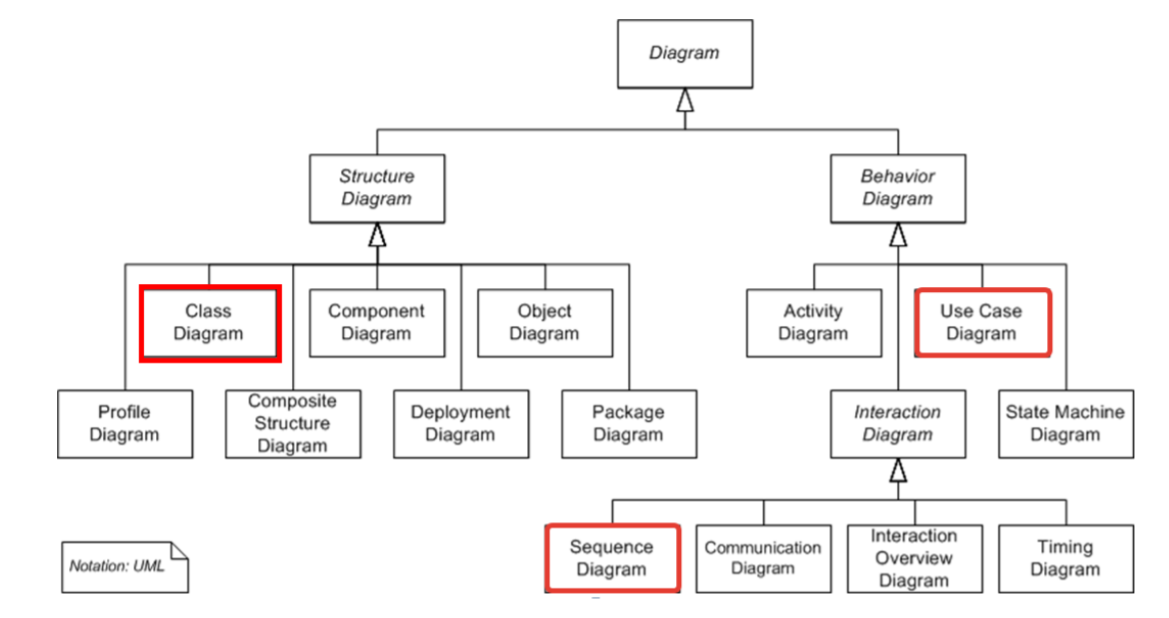 Diagram
Structure
Diagram
Behavior
Diagram
Class
Diagram
Component
Diagram
Object
Diagram
Activity
Diagram
Use Case
Diagram
Profile
Diagram
Composite
Structure
Diagram
Deployment
Diagram
Package
Diagram
Interaction
Diagram
State Machine
Diagram
Sequence
Diagram
Communication
Diagram
Interaction
Overview
Diagram
Timing
Diagram
Notation: UML